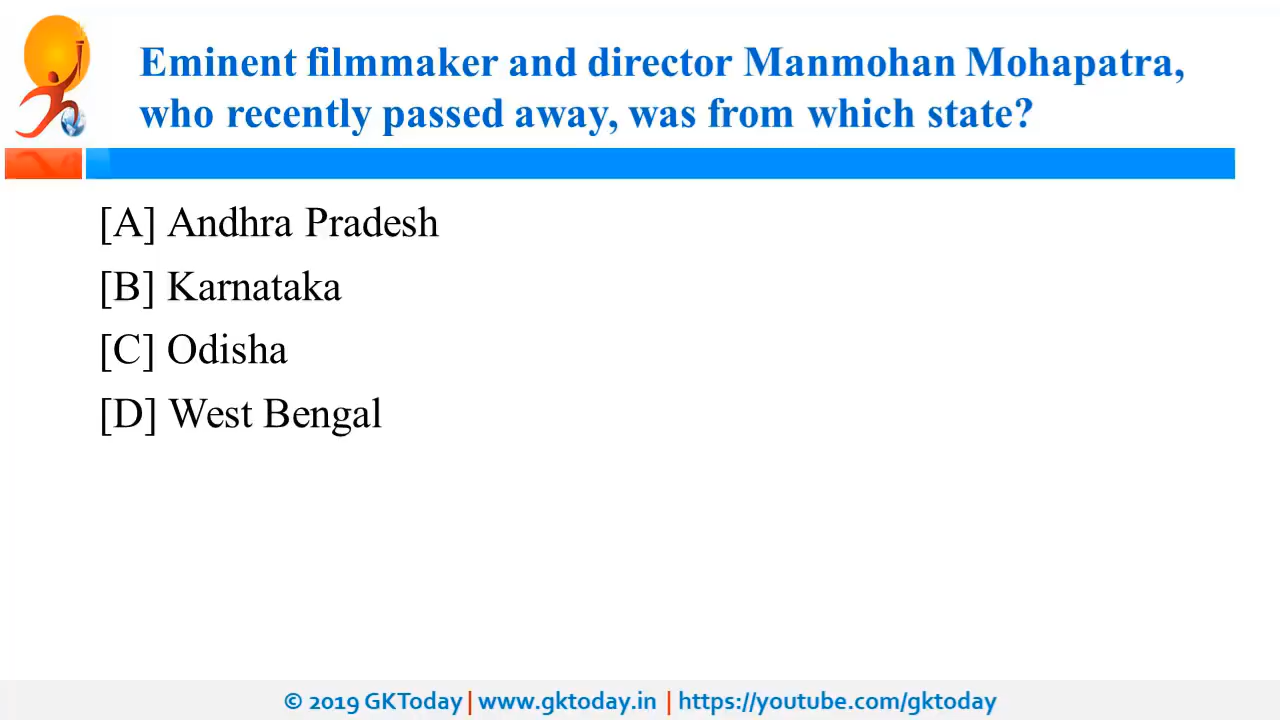 Eminent filmmaker and director Manmohan Mohapatra,
who recently passed away, was from which state?
[A] Andhra Pradesh
[B] Karnataka
[C] Odisha
[D] West Bengal
© 2019 GKToday | www.gktoday.in | https://youtube.com/gktoday